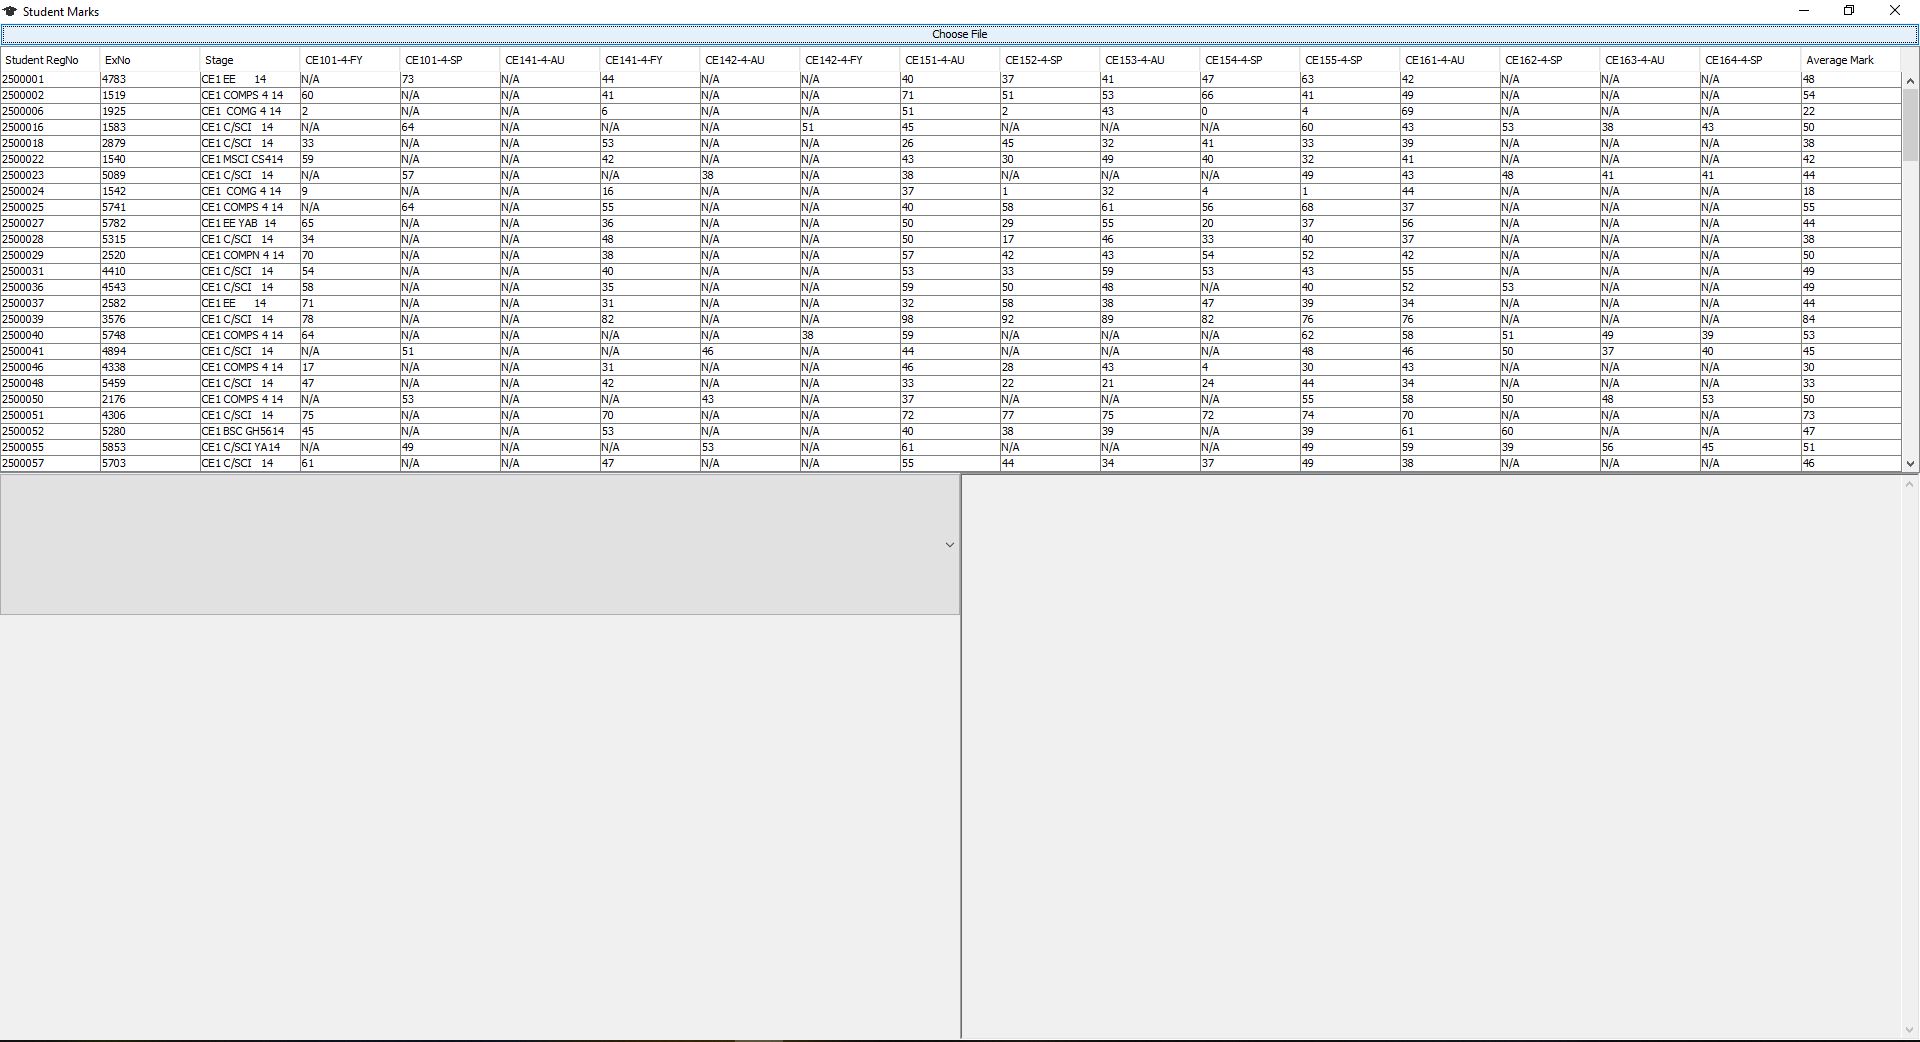 Student Marks
Choose File
Student RegNo ExNo Stage CE101-4-FY CE101-4-SP CE141-4-AU CE141-4-FY CE142-4-AU CE142-4-FY CE151-4-AU CE152-4-SP CE153-4-AU CE154-4-SP CE155-4-SP CE161-4-AU CE162-4-SP CE163-4-AU CE164-4-SP Average Mark
2500001 4783 CE1 EE 14 N/A 73 N/A 44 N/A N/A 40 37 41 47 63 42 N/A N/A N/A 48
2500002 1519 CE1 COMPS 4 14 60 N/A N/A 41 N/A N/A 71 51 53 66 41 49 N/A N/A N/A 54
2500006 1925 CE1 COMG 4 14 2 N/A N/A 6 N/A N/A 51 2 43 0 4 69 N/A N/A N/A 22
2500016 1583 CE1 C/SCI 14 N/A 64 N/A N/A N/A 51 45 N/A N/A N/A 60 43 53 38 43 50
2500018 2879 CE1 C/SCI 14 33 N/A N/A 53 N/A N/A 26 45 32 41 33 39 N/A N/A N/A 38
2500022 1540 CE1 MSCI CS414 59 N/A N/A 42 N/A N/A 43 30 49 40 32 41 N/A N/A N/A 42
2500023 5089 CE1 C/SCI 14 N/A 57 N/A N/A 38 N/A 38 N/A N/A N/A 49 43 48 41 41 44
2500024 1542 CE1 COMG 4 14 9 N/A N/A 16 N/A N/A 37 1 32 4 1 44 N/A N/A N/A 18
2500025 5741 CE1 COMPS 4 14 N/A 64 N/A 55 N/A N/A 40 58 61 56 68 37 N/A N/A N/A 55
2500027 5782 CE1 EE YAB 14 65 N/A N/A 36 N/A N/A 50 29 55 20 37 56 N/A N/A N/A 44
2500028 5315 CE1 C/SCI 14 34 N/A N/A 48 N/A N/A 50 17 46 33 40 37 N/A N/A N/A 38
2500029 2520 CE1 COMPN 4 14 70 N/A N/A 38 N/A N/A 57 42 43 54 52 42 N/A N/A N/A 50
2500031 4410 CE1 C/SCI 14 54 N/A N/A 40 N/A N/A 53 33 59 53 43 55 N/A N/A N/A 49
2500036 4543 CE1 C/SCI 14 58 N/A N/A 35 N/A N/A 59 50 48 N/A 40 52 53 N/A N/A 49
2500037 2582 CE1 EE 14 71 N/A N/A 31 N/A N/A 32 58 38 47 39 34 N/A N/A N/A 44
2500039 3576 CE1 C/SCI 14 78 N/A N/A 82 N/A N/A 98 92 89 82 76 76 N/A N/A N/A 84
2500040 5748 CE1 COMPS 4 14 64 N/A N/A N/A N/A 38 59 N/A N/A N/A 62 58 51 49 39 53
2500041 4894 CE1 C/SCI 14 N/A 51 N/A N/A 46 N/A 44 N/A N/A N/A 48 46 50 37 40 45
2500046 4338 CE1 COMPS 4 14 17 N/A N/A 31 N/A N/A 46 28 43 4 30 43 N/A N/A N/A 30
2500048 5459 CE1 C/SCI 14 47 N/A N/A 42 N/A N/A 33 22 21 24 44 34 N/A N/A N/A 33
2500050 2176 CE1 COMPS 4 14 N/A 53 N/A N/A 43 N/A 37 N/A N/A N/A 55 58 50 48 53 50
2500051 4306 CE1 C/SCI 14 75 N/A N/A 70 N/A N/A 72 77 75 72 74 70 N/A N/A N/A 73
2500052 5280 CE1 BSC GH5614 45 N/A N/A 53 N/A N/A 40 38 39 N/A 39 61 60 N/A N/A 47
2500055 5853 CE1 C/SCI YA14 N/A 49 N/A N/A 53 N/A 61 N/A N/A N/A 49 59 39 56 45 51
2500057 5703 CE1 C/SCI 14 61 N/A N/A 47 N/A N/A 55 44 34 37 49 38 N/A N/A N/A 46